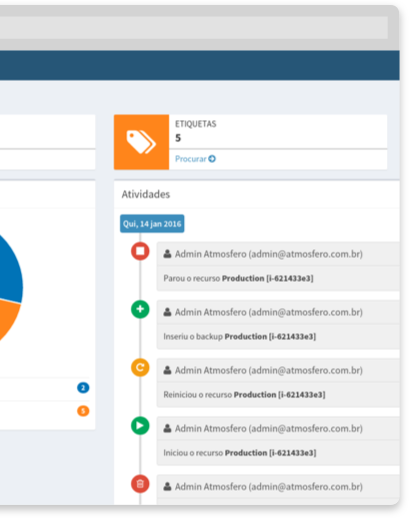 ETIQUETAS
5
Procurar
Atividades
Qui, 14 jan 2016
Admin Atmosfero (admin@atmosfero.com.br)
Parou o recurso Production [i-621433e3]
Admin Atmosfero (admin@atmosfero.com.br)
Inseriu o backup Production [i-621433e3]
Admin Atmosfero (admin@atmosfero.com.br)
Reiniciou o recurso Production [i-621433e3]
2
5
Admin Atmosfero (admin@atmosfero.com.br)
Iniciou o recurso Production [i-621433e3]
Admin Atmosfero (admin@atmosfero.com.br)